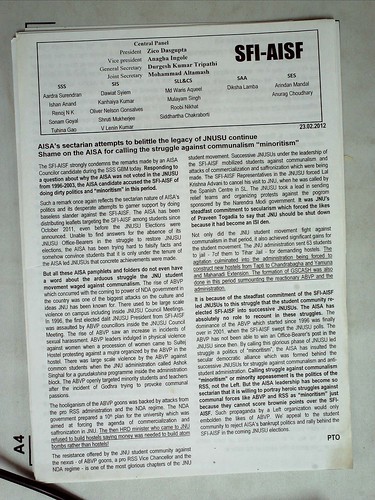 Central Panel
President Zico Dasgupta
Vice president Anagha Ingole
General Secretary Durgesh Kumar Tripathi
Joint Secretary Mohammad Altamash
SFI-AISF
SSS
Aardra Surendran
Ishan Anand
Renoj N K
Sonam Goyal
Tuhina Gao
SIS
Dawat Syiem
Kanhaiya Kumar
Oliver Nelson Gonsalves
Shruti Mukherjee
V Lenin Kumar
SLL&CS
Md Waris Aqueel
Mulayam Singh
Roobi Nikhat
Siddhartha Chakraborti
SAA
Diksha Lamba
SES
Arindan Mandal
Anurag Choudhary
23.02.2012
AISA's sectarian attempts to belittle the legacy of JNUSU continue
Shame on the AISA for calling the struggle against communalism "minoritism"
The SFI-AISF strongly condemns the remarks made by an AISA
Councilor candidate during the SSS GBM today. Responding to
a question about why the AISA was not voted in the JNUSU
from 1996-2003, the AISA candidate accused the SFI-AISF of
doing dirty politics and "minoritism" in this period.
Such a remark once again reflects the sectarian nature of AISA's
politics and its desperate attempts to garner support by doing
baseless slander against the SFI-AISF. The AISA has been
distributing leaflets targeting the SFI-AISF among students since
October 2011, even before the JNUSU Elections were
announced. Unable to find answers for the absence of its
JNUSU Office-Bearers in the struggle to restore JNUSU
elections, the AISA has been trying hard to falsify facts and
somehow convince students that it is only under the tenure of
the AISA led JNUSUs that concrete achievements were made.
But all these AISA pamphlets and folders do not even have
a word about the arduous struggle the JNU student
movement waged against communalism. The rise of ABVP
which concurred with the coming to power of NDA government in
the country was one of the biggest attacks on the culture and
ideas JNU has been known for. There used to be large scale
violence on campus including inside JNUSU Council Meetings.
In 1996, the first elected dalit JNUSU President from SFI-AISF
was assaulted by ABVP councillors inside the JNUSU Council
Meeting. The rise of ABVP saw an increase in incidents of
sexual harassment. ABVP leaders indulged in physical violence
against women when a procession of women came to Sutlej
Hostel protesting against a mujra organized by the ABVP in the
hostel. There was large scale violence by the ABVP against
common students when the JNU administration called Ashok
Singhal for a gurudakshina programme inside the administration
block. The ABVP openly targeted minority students and teachers
after the incident of Godhra trying to provoke communal
passions.
The hooliganism of the ABVP goons was backed by attacks from
the pro RSS administration and the NDA regime. The NDA
government prepared a 10th plan for the university which was
aimed at forcing the agenda of commercialization and
saffronization in JNU. The then HRD minister who came to JNU
refused to build hostels saying money was needed to build atom
bombs rather than hostels!
The resistance offered by the JNU student community against
the nexus - of ABVP goons, a pro RSS Vice Chancellor and the
NDA regime - is one of the most glorious chapters of the JNU
student movement. Successive JNUSUs under the leadership of
the SFI-AISF mobilized students against communalism and
attacks of commercialization and saffronization which were being
made. The SFI-AISF Representatives in the JNUSU forced Lal
Krishna Advani to cancel his visit to JNU, when he was called by
the Spanish Centre in SL. The JNUSU took a lead in sending
relief teams and organizing protests against the pogrom
sponsored by the Narendra Modi government. It was JNU's
steadfast commitment to secularism which forced the likes
of Praveen Togadia to say that JNU should be shut down
because it had become an ISI den.
Not only did the JNU student movement fight against
communalism in that period, it also achieved significant gains for
the student movement. The JNU administration sent 63 students
to jail - 7of them to Tihar Jail - for demanding hostels. The
agitation culminated into the administration being forced to
construct new hostels from Tapti to Chandrabhagha and Yamuna
and Mahanadi Extension. The formation of GSCASH was also
done in this period surmounting the reactionary ABVP and the
administration.
It is because of the steadfast commitment of the SFI-AISF
led JNUSUs to this struggle that the student community re-
elected SFI-AISF into successive JNUSUs. The AISA has
absolutely no role to recount in these struggles. The
dominance of the ABVP which started since 1996 was finally
over in 2001, when the SFI-AISF swept the JNUSU polls. The
ABVP has not been able to win an Office-Bearer's post in the
JNUSU since then. By calling this glorious phase of JNUSU led
struggle a politics of "minoritism", the AISA has insulted the
secular democratic alliance which was formed behind the
successive JNUSUs for struggle against communalism and anti-
student administration. Calling struggle against communalism
"minoritism" or minority appeasement is the politics of the
RSS, not the Left. But the AISA leadership has become so
sectarian that it is willing to portray heroic struggles against
communal forces like ABVP and RSS as "minoritism" just
because they cannot score brownie points over the SFI-
AISF. Such propaganda by a Left organization would only
embolden the likes of ABVP. We appeal to the student
community to reject AISA's bankrupt politics and rally behind the
SFI-AISF in the coming JNUSU elections.
PTO
A4